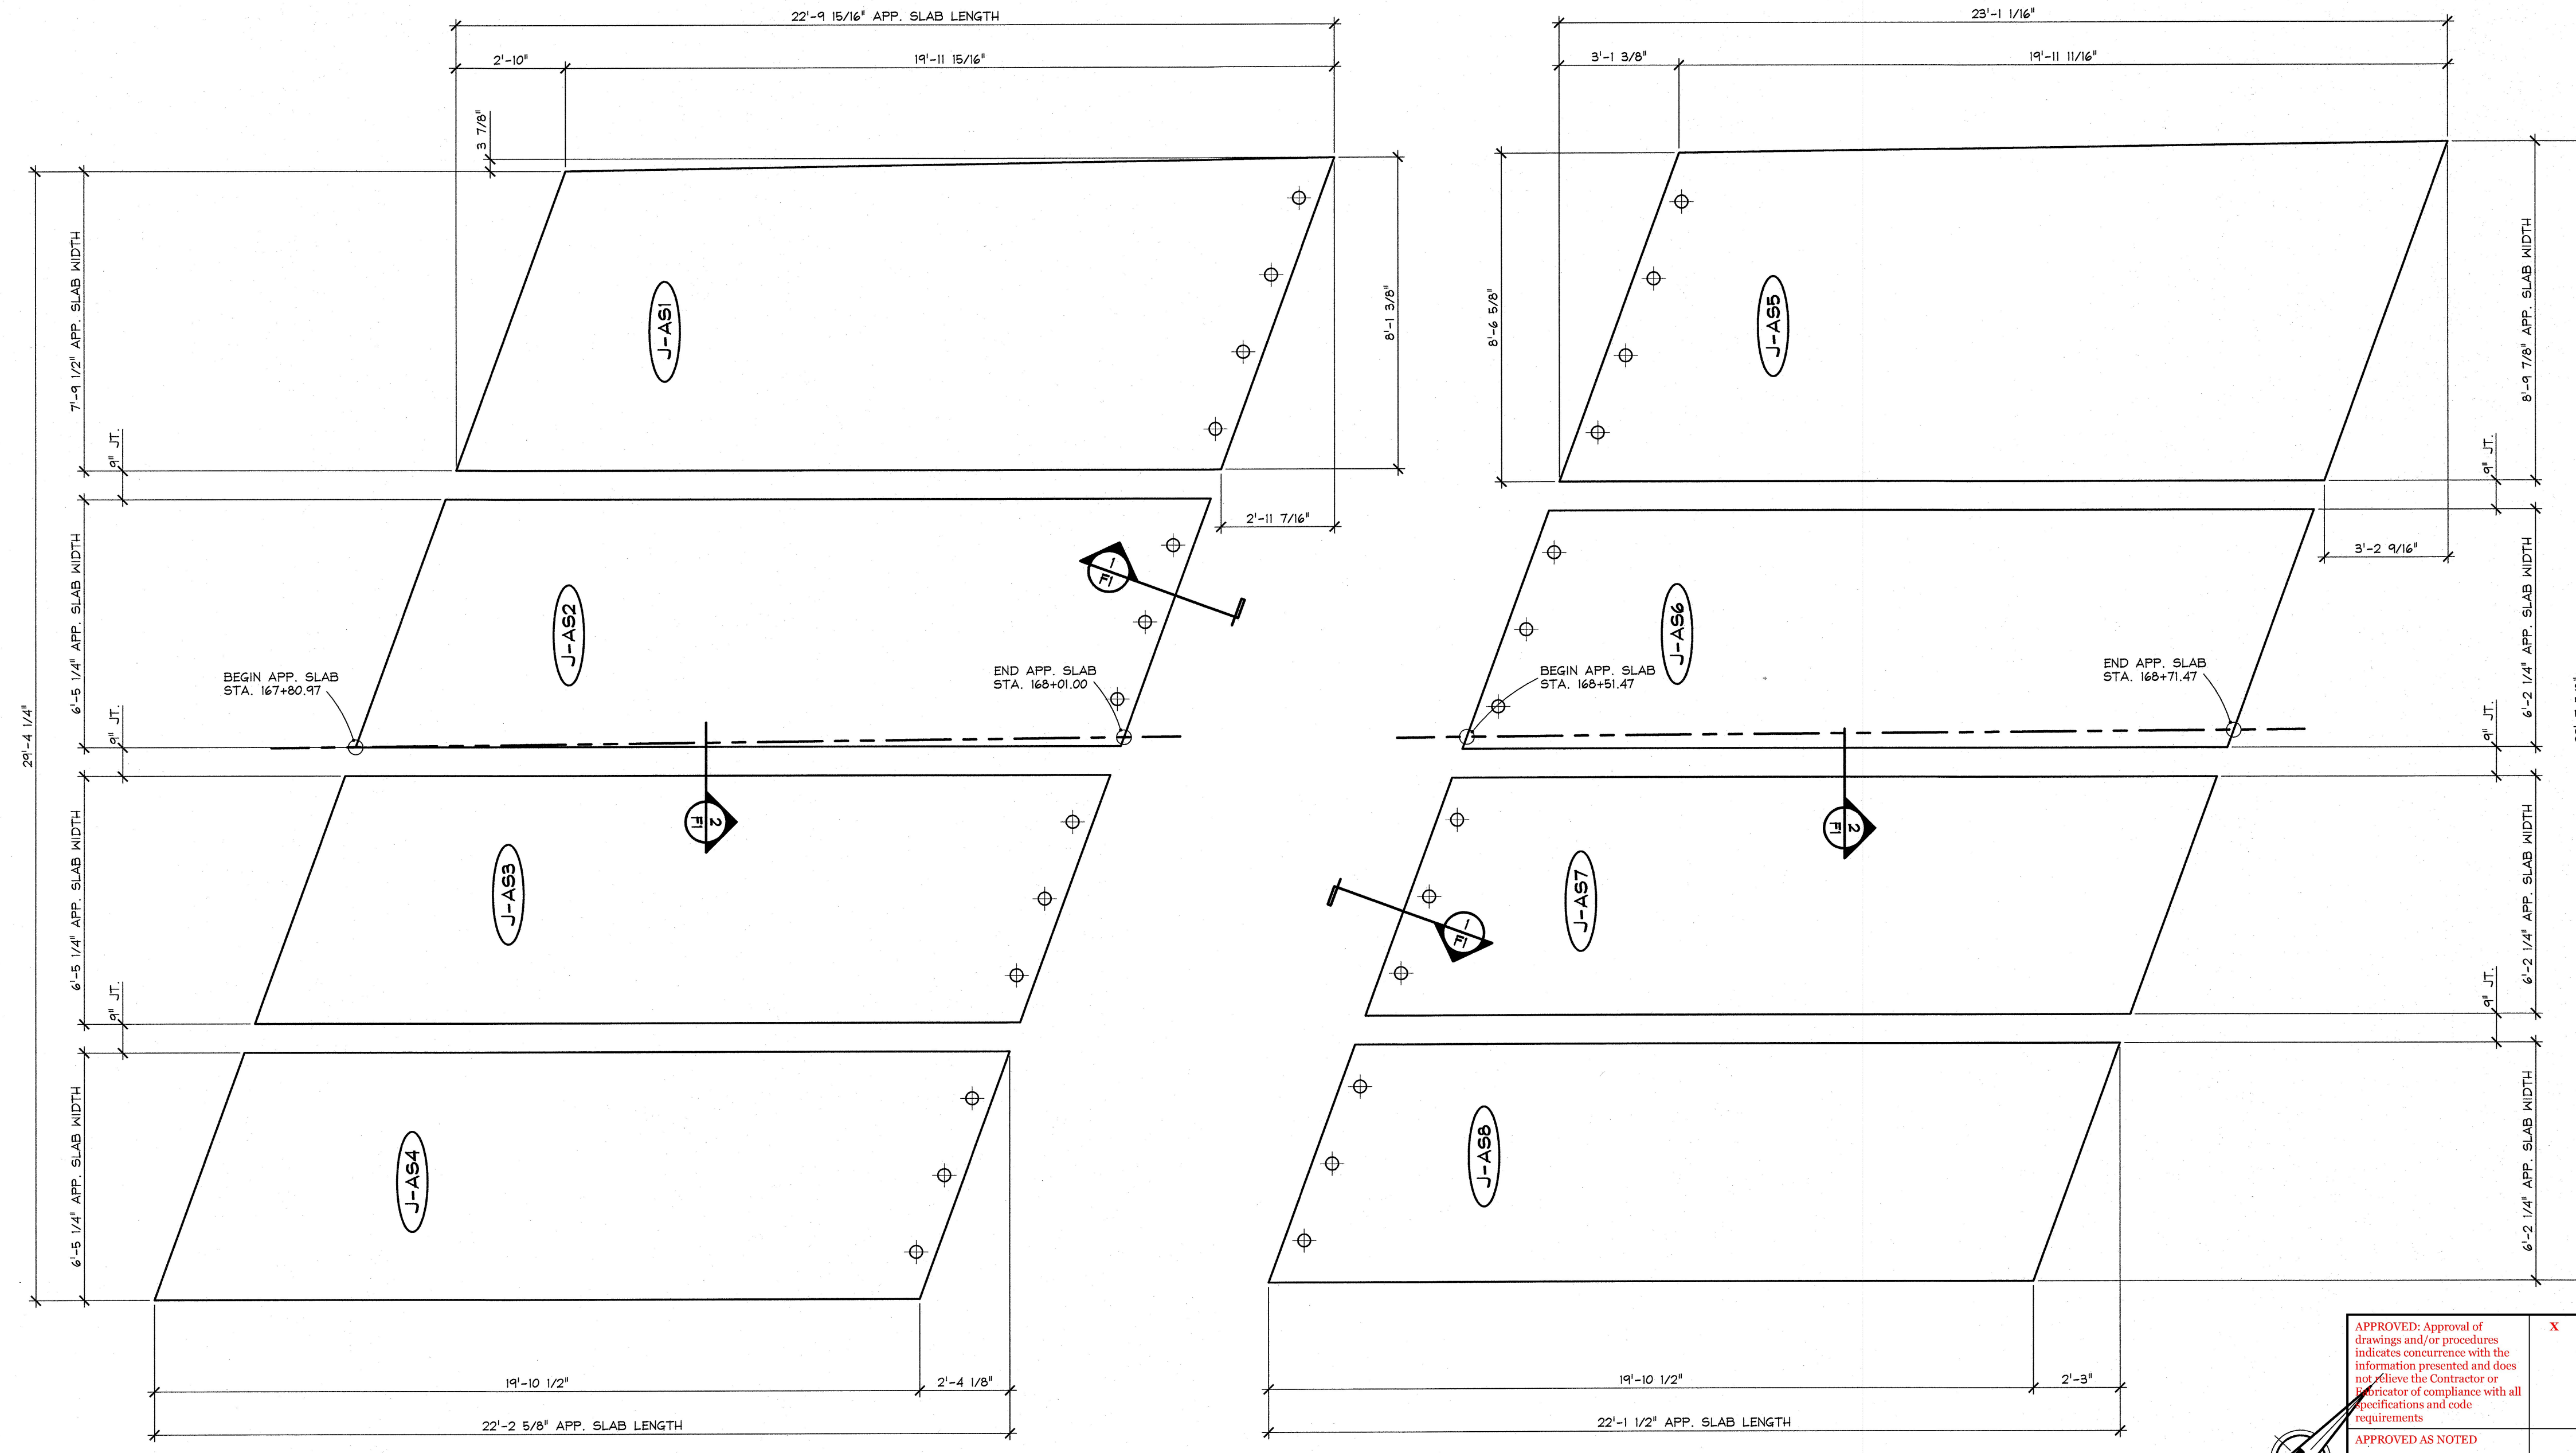 22'-9 15/16" APP. SLAB LENGTH
2'-10"
19'-11 15/16"
3 7/8"
23'-1 1/16"
3'-1 3/8"
19'-11 11/16"
29'-4 1/4"
7'-9 1/2" APP. SLAB WIDTH
9" JT.
6'-5 1/4" APP. SLAB WIDTH
9" JT.
6'-5 1/4" APP. SLAB WIDTH
9" JT.
6'-5 1/4" APP. SLAB WIDTH
J-AS1
8'-1 3/8"
2'-11 7/16"
J-AS2
1
F1
BEGIN APP. SLAB
STA. 167+80.97
END APP. SLAB
STA. 168+01.00
2
F1
J-AS3
J-AS4
19'-10 1/2"
2'-4 1/8"
22'-2 5/8" APP. SLAB LENGTH
8'-6 5/8"
J-AS5
8'-9 7/8" APP. SLAB WIDTH
9" JT.
3'-2 9/16"
6'-2 1/4" APP. SLAB WIDTH
9" JT.
6'-2 1/4" APP. SLAB WIDTH
9" JT.
6'-2 1/4" APP. SLAB WIDTH
J-AS6
BEGIN APP. SLAB
STA. 168+51.47
END APP. SLAB
STA. 168+71.47
2
F1
J-AS7
1
F1
J-AS8
19'-10 1/2"
2'-3"
22'-1 1/2" APP. SLAB LENGTH
APPROVED: Approval of
drawings and/or procedures
indicates concurrence with the
information presented and does
not relieve the Contractor or
Fabricator of compliance with all
specifications and code
requirements
X
APPROVED AS NOTED